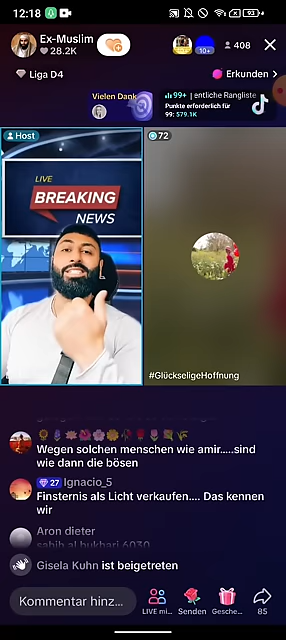 12:18
93
Ex-Muslim
28.2K
10+
408
Liga D4
Erkunden
Vielen Dank
99+ | entliche Rangliste
Punkte erforderlich für
99: 579.1K
Host
72
LIVE
BREAKING
NEWS
#GlückseligeHoffnung
Wegen solchen menschen wie amir.....sind
wie dann die bösen
27 Ignacio_5
Finsternis als Licht verkaufen.... Das kennen
wir
Aron dieter
sahih al bukhari 6030
Gisela Kuhn ist beigetreten
Kommentar hinz...
LIVE mi...
Senden
Gesche...
85